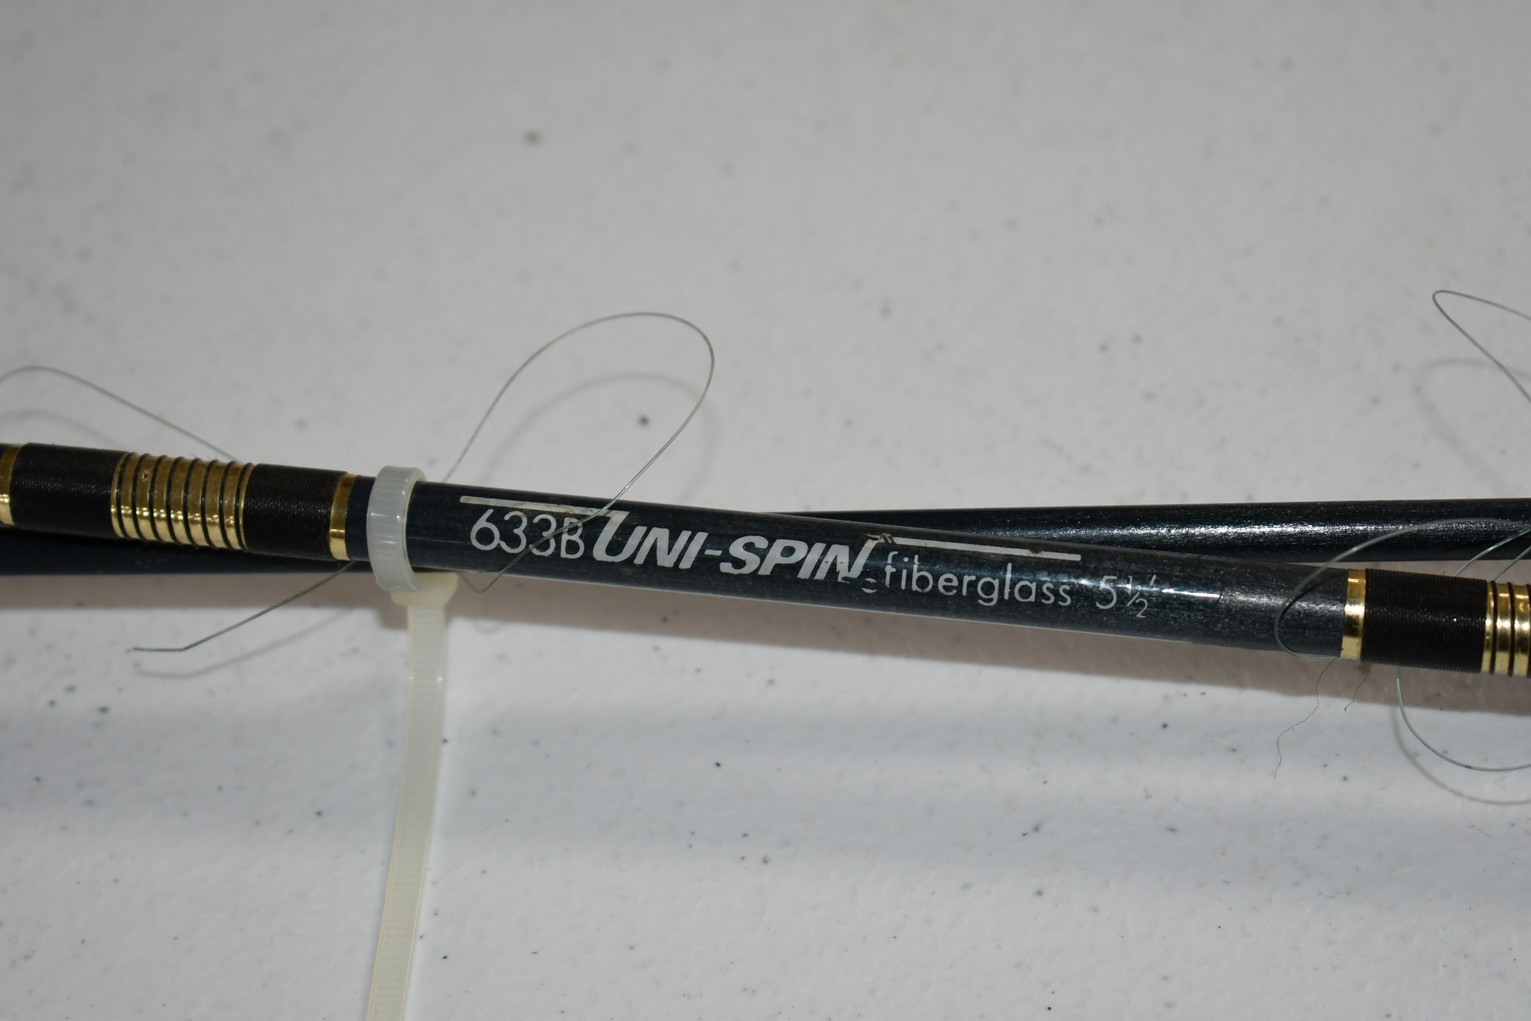 633B UNI-SPIN fiberglass 5½